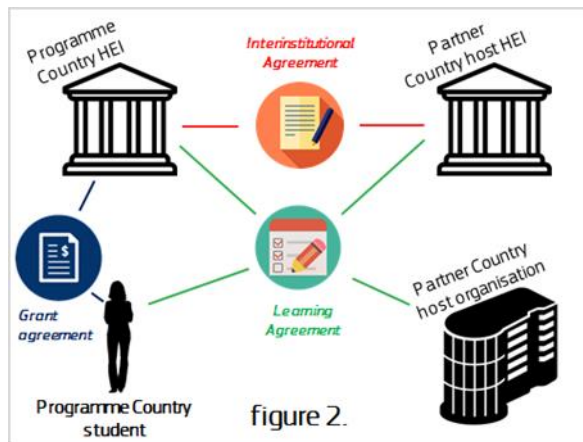 Programme
Country HEI
Interinstitutional
Agreement
Partner
Country host HEI
$
Grant
agreement
Learning
Agreement
Partner Country
host organisation
Programme Country
student
figure 2.